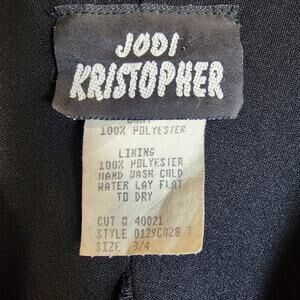 JODI
KRISTOPHER
100% POLYESTER
LINING
100% POLYESTER
HAND WASH COLD
WATER LAY FLAT
TO DRY
CUT # 40021
STYLE 0129C828 T
SIZE 3/4